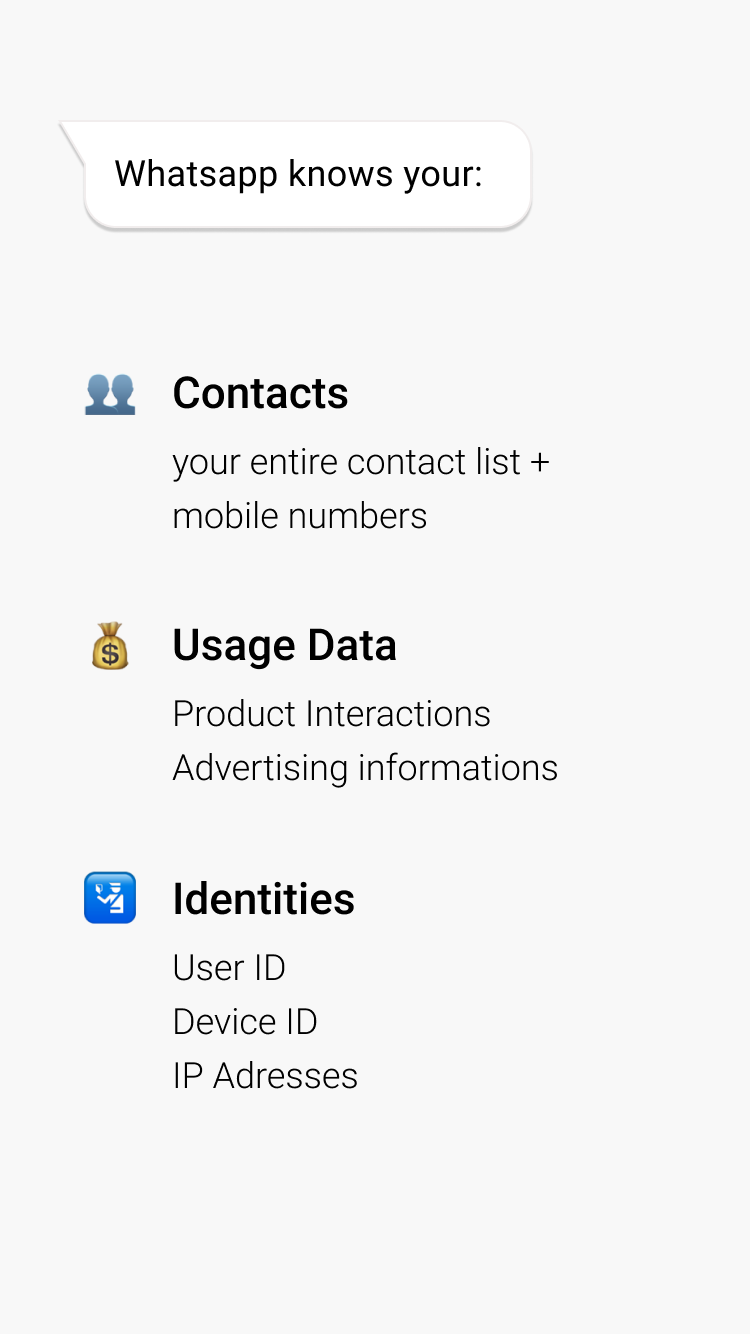 Whatsapp knows your:
Contacts
your entire contact list +
mobile numbers
Usage Data
Product Interactions
Advertising informations
Identities
User ID
Device ID
IP Adresses